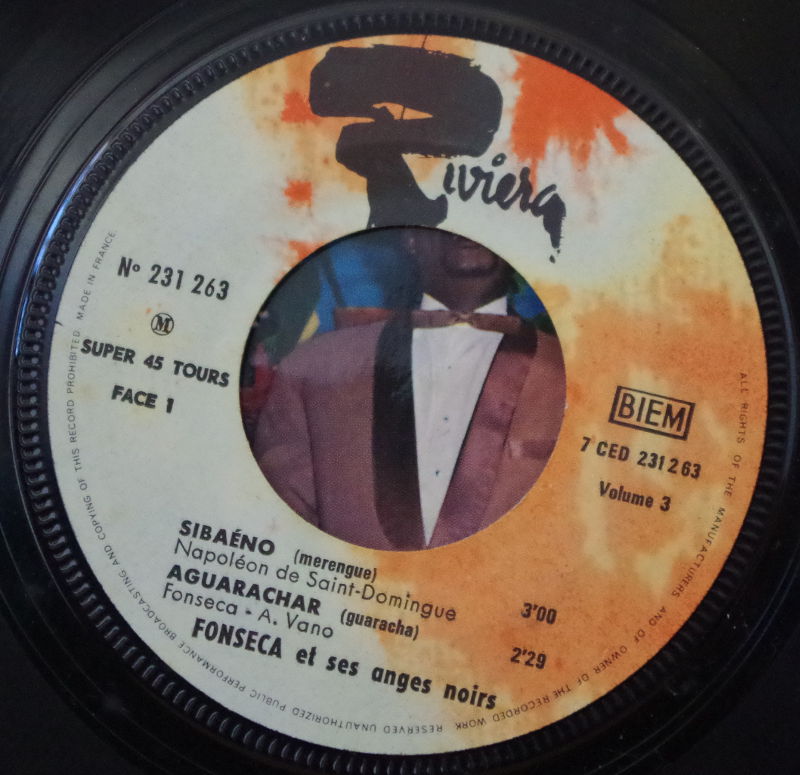 Riviera
Nº 231 263
M
SUPER 45 TOURS
FACE 1
BIEM
7 CED 231263
Volume 3
SIBAÉNO (merengue)
Napoléon de Saint-Domingue 3'00
AGUARACHAR (guaracha)
Fonseca - A. Vano 2'29
FONSECA et ses anges noirs
ALL RIGHTS OF THE MANUFACTURERS AND OF OWNER OF THE RECORDED WORK RESERVED UNAUTHORIZED PUBLIC PERFORMANCE BROADCASTING AND COPYING OF THIS RECORD PROHIBITED MADE IN FRANCE